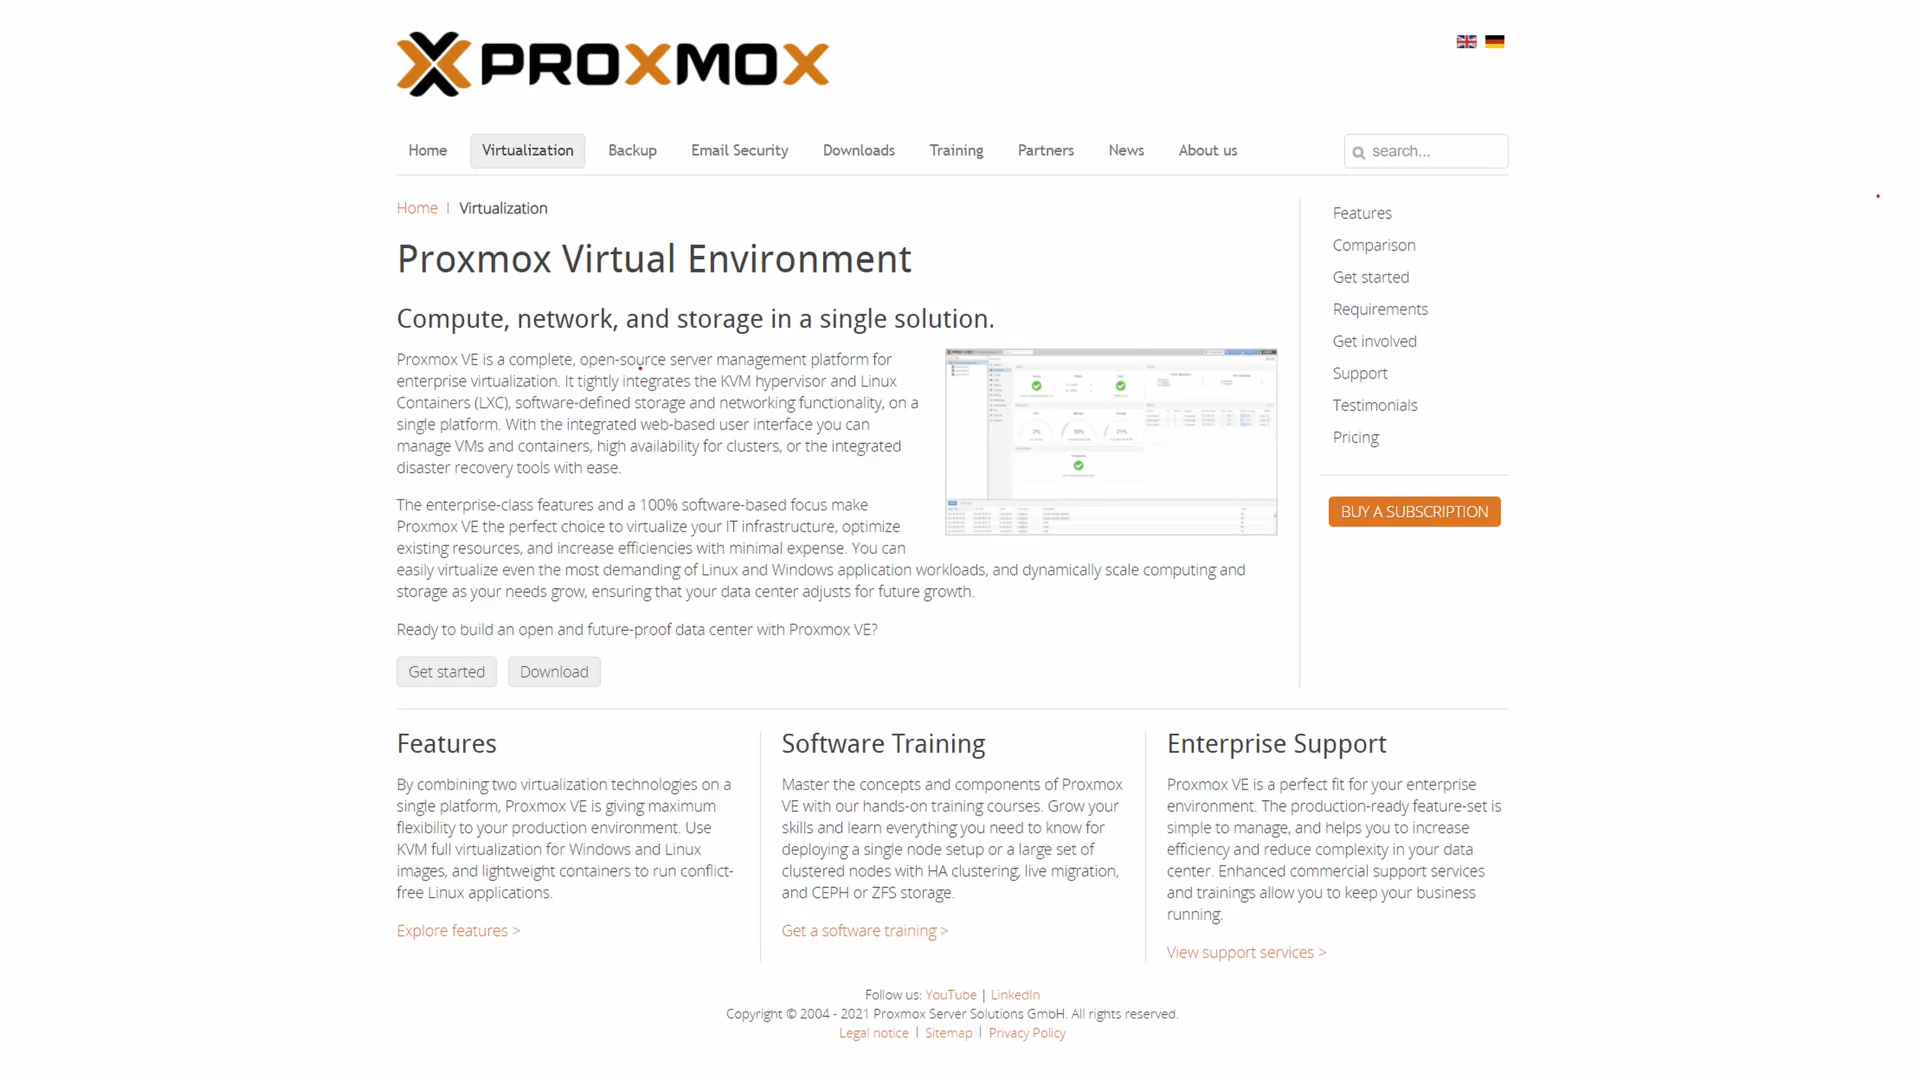 PROXMOX
Home Virtualization Backup Email Security Downloads Training Partners News About us search...
Home | Virtualization
Proxmox Virtual Environment
Compute, network, and storage in a single solution.
Proxmox VE is a complete, open-source server management platform for
enterprise virtualization. It tightly integrates the KVM hypervisor and Linux
Containers (LXC), software-defined storage and networking functionality, on a
single platform. With the integrated web-based user interface you can
manage VMs and containers, high availability for clusters, or the integrated
disaster recovery tools with ease.
The enterprise-class features and a 100% software-based focus make
Proxmox VE the perfect choice to virtualize your IT infrastructure, optimize
existing resources, and increase efficiencies with minimal expense. You can
easily virtualize even the most demanding of Linux and Windows application workloads, and dynamically scale computing and
storage as your needs grow, ensuring that your data center adjusts for future growth.
Ready to build an open and future-proof data center with Proxmox VE?
Get started Download
Features
Comparison
Get started
Requirements
Get involved
Support
Testimonials
Pricing
BUY A SUBSCRIPTION
Features
By combining two virtualization technologies on a
single platform, Proxmox VE is giving maximum
flexibility to your production environment. Use
KVM full virtualization for Windows and Linux
images, and lightweight containers to run conflict-
free Linux applications.
Explore features >
Software Training
Master the concepts and components of Proxmox
VE with our hands-on training courses. Grow your
skills and learn everything you need to know for
deploying a single node setup or a large set of
clustered nodes with HA clustering, live migration,
and CEPH or ZFS storage.
Get a software training >
Enterprise Support
Proxmox VE is a perfect fit for your enterprise
environment. The production-ready feature-set is
simple to manage, and helps you to increase
efficiency and reduce complexity in your data
center. Enhanced commercial support services
and trainings allow you to keep your business
running.
View support services >
Follow us: YouTube | LinkedIn
Copyright © 2004 - 2021 Proxmox Server Solutions GmbH. All rights reserved.
Legal notice | Sitemap | Privacy Policy